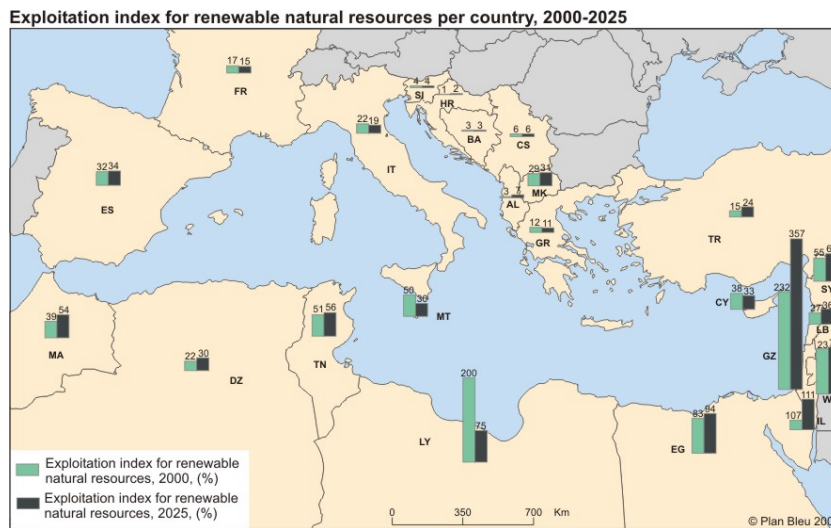 Exploitation index for renewable natural resources per country, 2000-2025
17 15
FR
4 4
SI
1 2
HR
22 19
IT
3 3
BA
6 6
CS
32 34
ES
29 31
MK
3 7
AL
12 11
GR
15 24
TR
357
232
GZ
55
SY
38 33
CY
27 36
LB
50 30
MT
39 54
MA
22 30
DZ
51 56
TN
200
75
LY
83 94
EG
107 111
IL
Exploitation index for renewable
natural resources, 2000, (%)
Exploitation index for renewable
natural resources, 2025, (%)
0 350 700 Km
© Plan Bleu